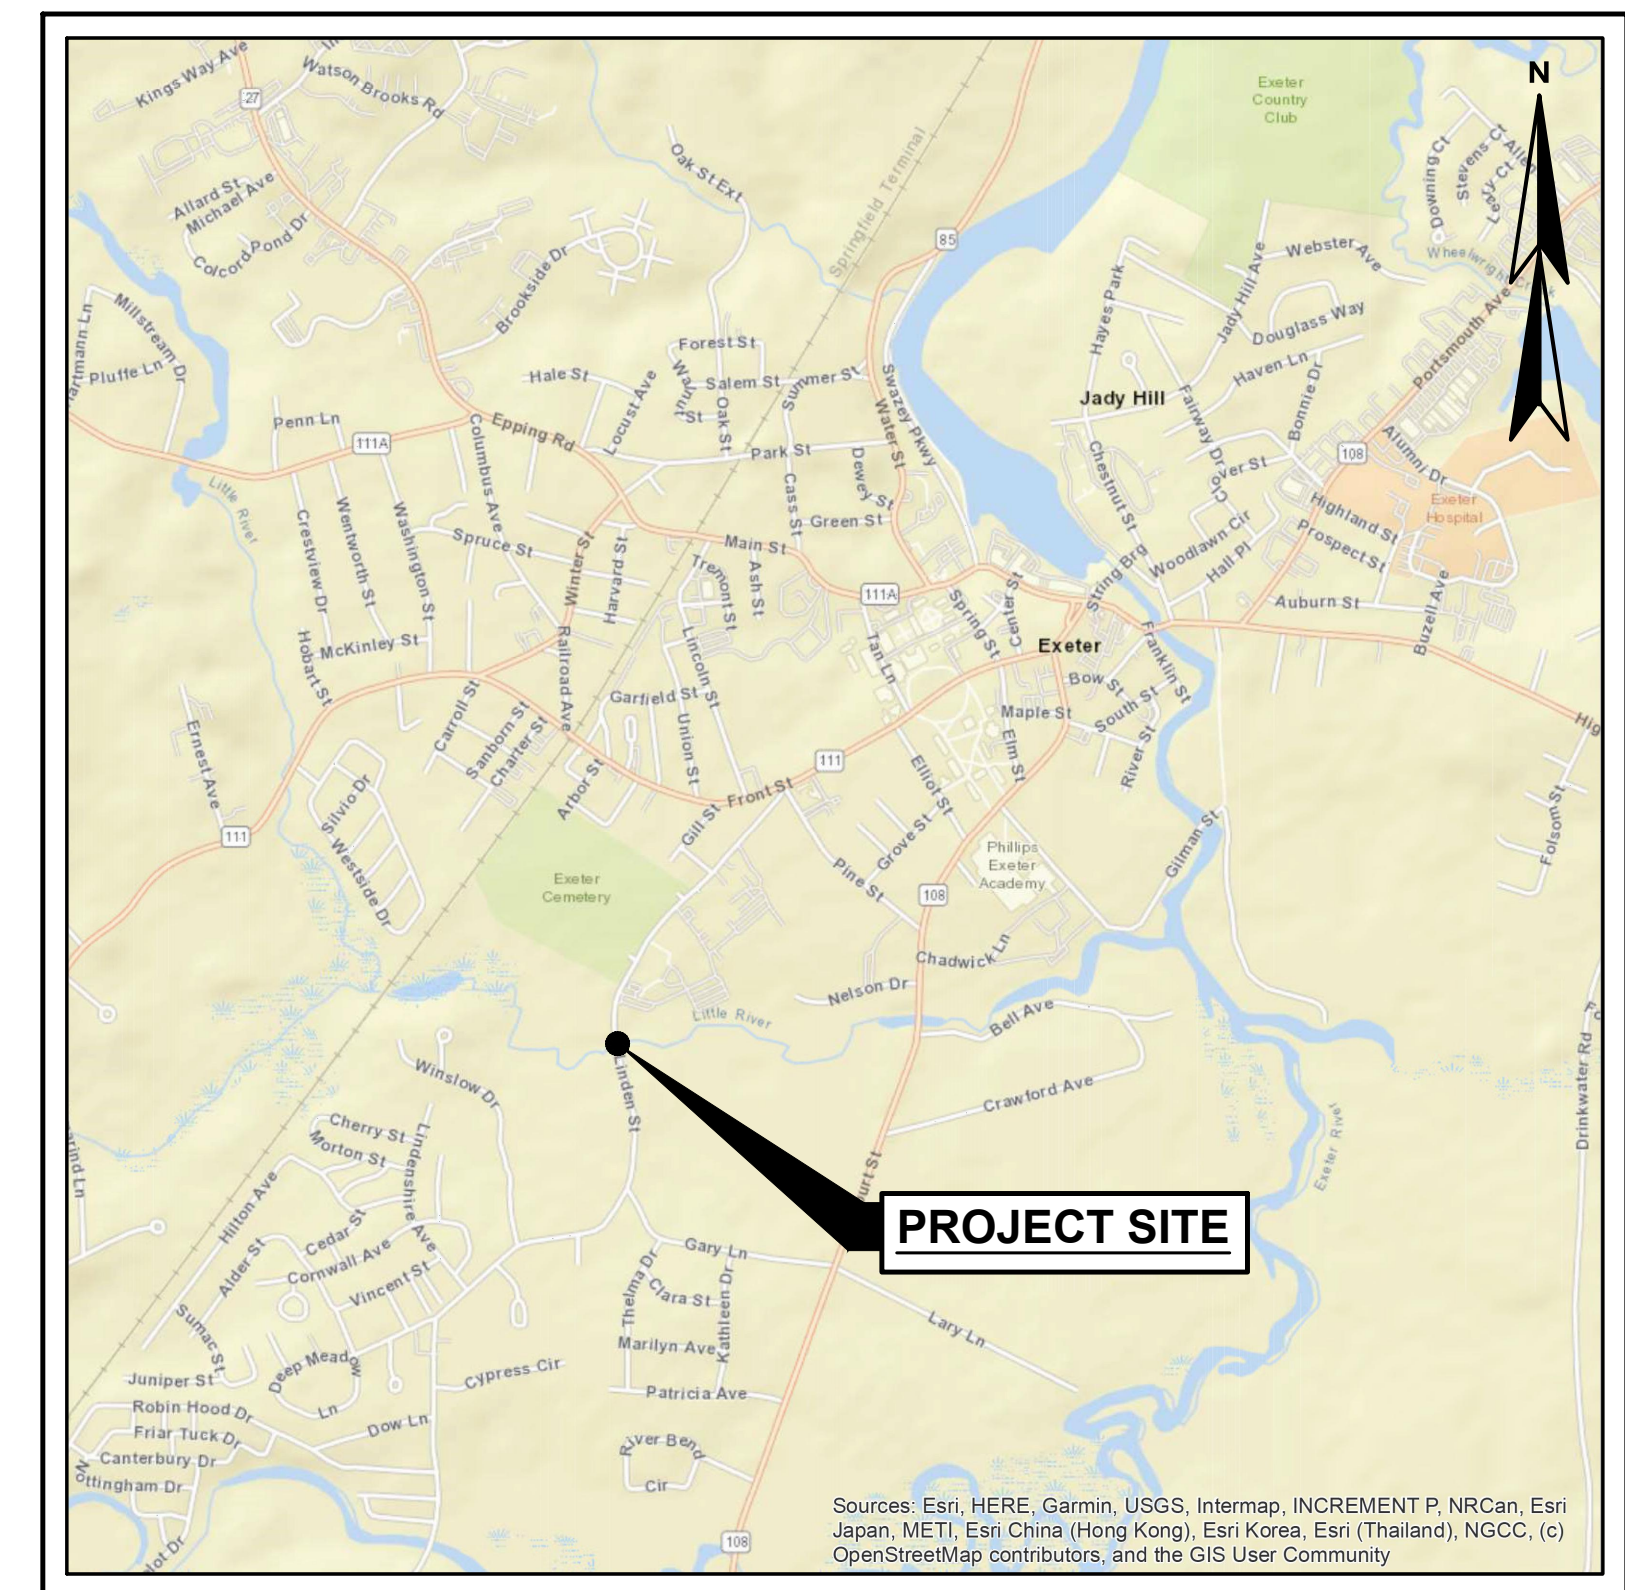 Kings Way Ave
Watson Brooks Rd
27
N
Exeter
Country
Club
Oak St Ext
Springfield Terminal
Downing Ct
Stevens Ct
Leary Ct
Allard St
Michael Ave
Colcord Pond Dr
85
Webster Ave
Brookside Dr
Hayes Park
Jady Hill Ave
Millstream Dr
Pluffe Ln
Forest St
Douglass Way
Portsmouth Ave
Hale St
Locust Ave
Walnut
St
Salem St
Summer St
Oak St
Swazey Pkwy
Water St
Jady Hill
Haven Ln
Fairway Dr
Bonnie Dr
Penn Ln
111A
Columbus Ave
Epping Rd
Park St
Dewey St
Chestnut St
108
Alumni Dr
Little River
Crestview Dr
Wentworth St
Washington St
Cass St
Green St
Highland St
Exeter
Hospital
Spruce St
Winter St
Harvard St
Main St
Tremont St
Ash St
String Brg
Woodlawn Cir
Hall Pl
Prospect St
111A
Spring St
Center St
Auburn St
Buzell Ave
Hobart St
McKinley St
Railroad Ave
Lincoln St
Tan Ln
Exeter
Franklin St
Garfield St
Bow St
Carroll St
Sanborn St
Charter St
Union St
Maple St
South St
Ernest Ave
Elm St
River St
111
Silvio Dr
Arbor St
Front St
Gill St
Elliot St
Folsom St
111
Westside Dr
Pine St
Grove St
Phillips
Exeter
Academy
Gilman St
Exeter
Cemetery
108
Chadwick Ln
Nelson Dr
Little River
Bell Ave
Winslow Dr
Linden St
Crawford Ave
Drinkwater Rd
Cherry St
Morton St
Lindenshire Ave
Exeter River
Hilton Ave
PROJECT SITE
Cedar St
Alder St
Cornwall Ave
Vincent St
Thelma Dr
Gary Ln
Clara St
Kathleen Dr
Sumac St
Marilyn Ave
Lary Ln
Deep Meadow
Ln
Juniper St
Cypress Cir
Patricia Ave
Robin Hood Dr
Friar Tuck Dr
Dow Ln
Canterbury Dr
Nottingham Dr
River Bend
Cir
108
Sources: Esri, HERE, Garmin, USGS, Intermap, INCREMENT P, NRCan, Esri
Japan, METI, Esri China (Hong Kong), Esri Korea, Esri (Thailand), NGCC, (c)
OpenStreetMap contributors, and the GIS User Community